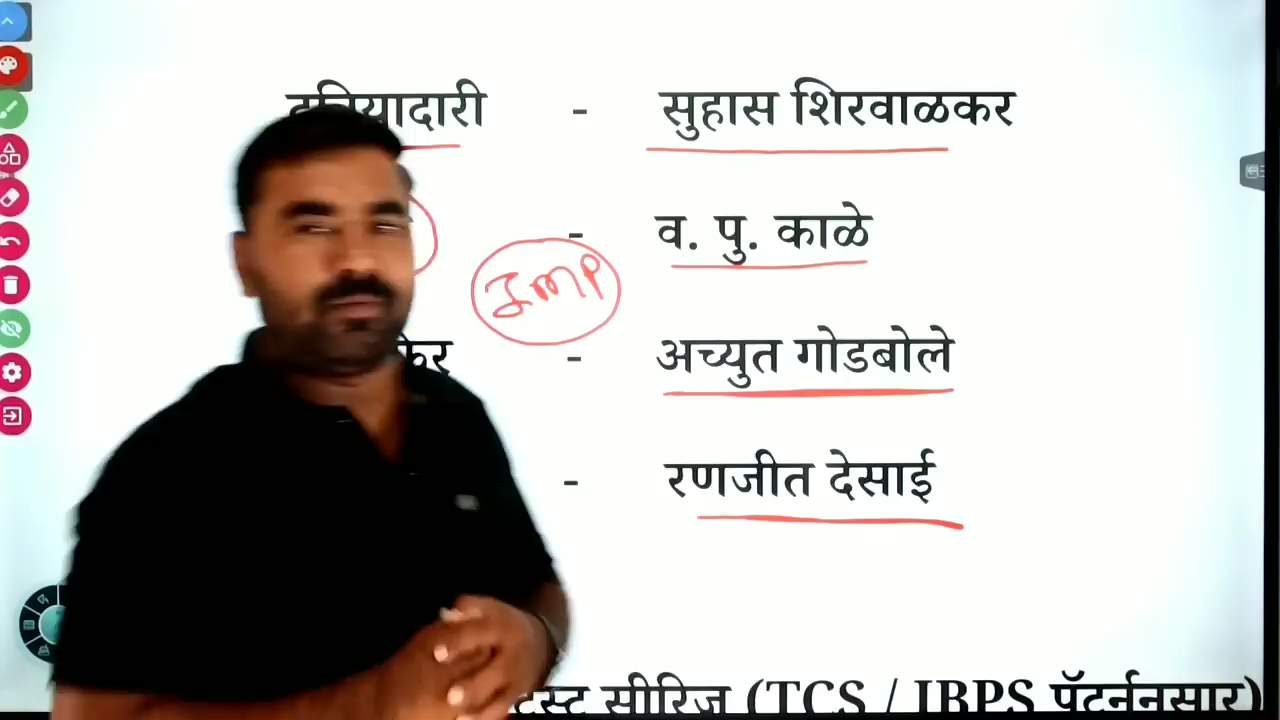 दुनियादारी - सुहास शिरवाळकर
- व. पु. काळे
IMP
- अच्युत गोडबोले
- रणजीत देसाई
टेस्ट सीरिज (TCS / IBPS पॅटर्ननुसार)